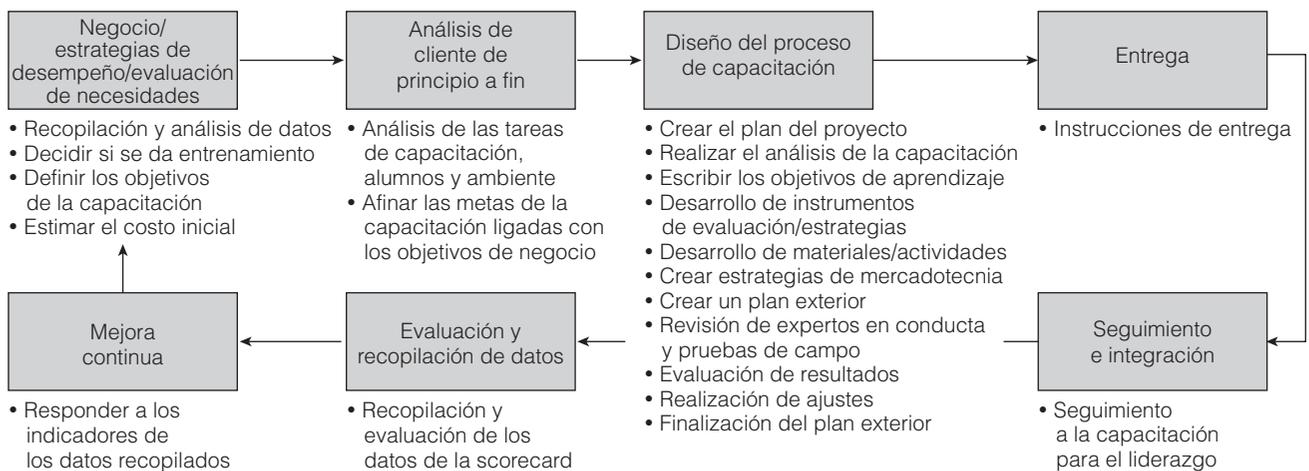 Negocio/
estrategias de
desempeño/evaluación
de necesidades
• Recopilación y análisis de datos
• Decidir si se da entrenamiento
• Definir los objetivos
de la capacitación
• Estimar el costo inicial
Análisis de
cliente de
principio a fin
• Análisis de las tareas
de capacitación,
alumnos y ambiente
• Afinar las metas de la
capacitación ligadas con
los objetivos de negocio
Diseño del proceso
de capacitación
• Crear el plan del proyecto
• Realizar el análisis de la capacitación
• Escribir los objetivos de aprendizaje
• Desarrollo de instrumentos
de evaluación/estrategias
• Desarrollo de materiales/actividades
• Crear estrategias de mercadotecnia
• Crear un plan exterior
• Revisión de expertos en conducta
y pruebas de campo
• Evaluación de resultados
• Realización de ajustes
• Finalización del plan exterior
Entrega
• Instrucciones de entrega
Seguimiento
e integración
• Seguimiento
a la capacitación
para el liderazgo
Evaluación y
recopilación de datos
• Recopilación y
evaluación de los
datos de la scorecard
Mejora
continua
• Responder a los
indicadores de
los datos recopilados